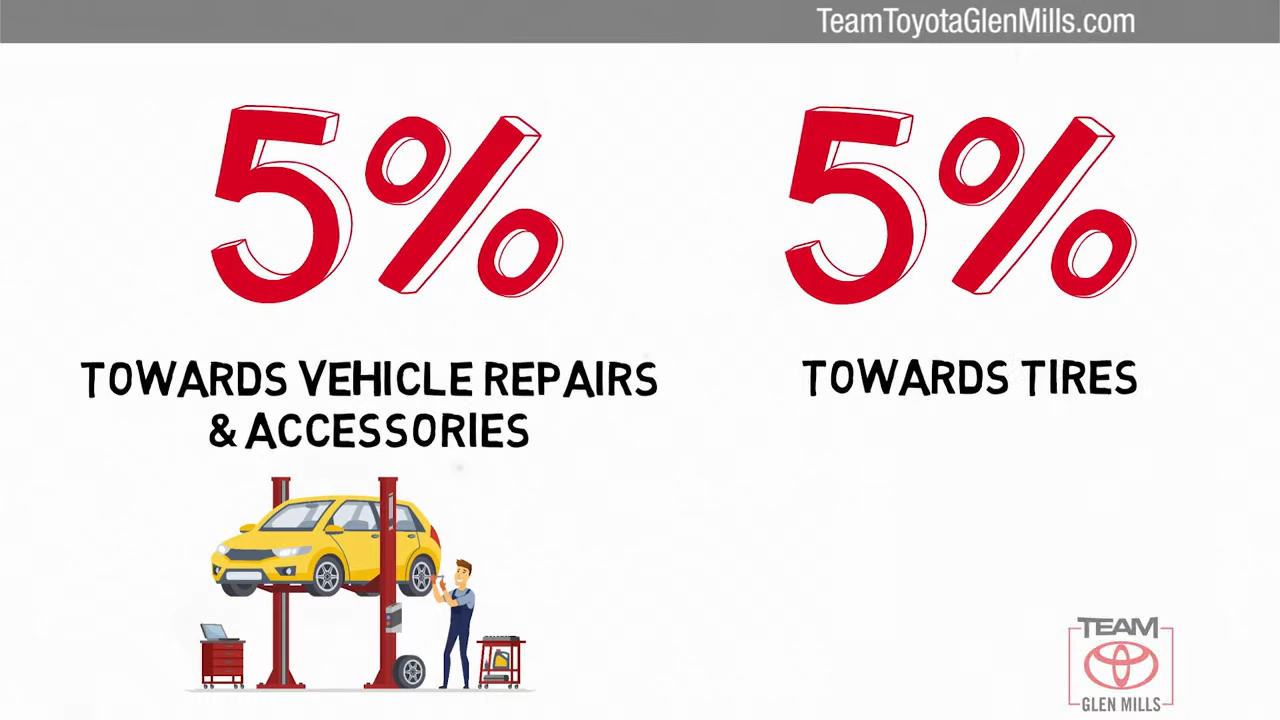 TeamToyotaGlenMills.com
5%
5%
TOWARDS VEHICLE REPAIRS
& ACCESSORIES
TOWARDS TIRES
TEAM
GLEN MILLS